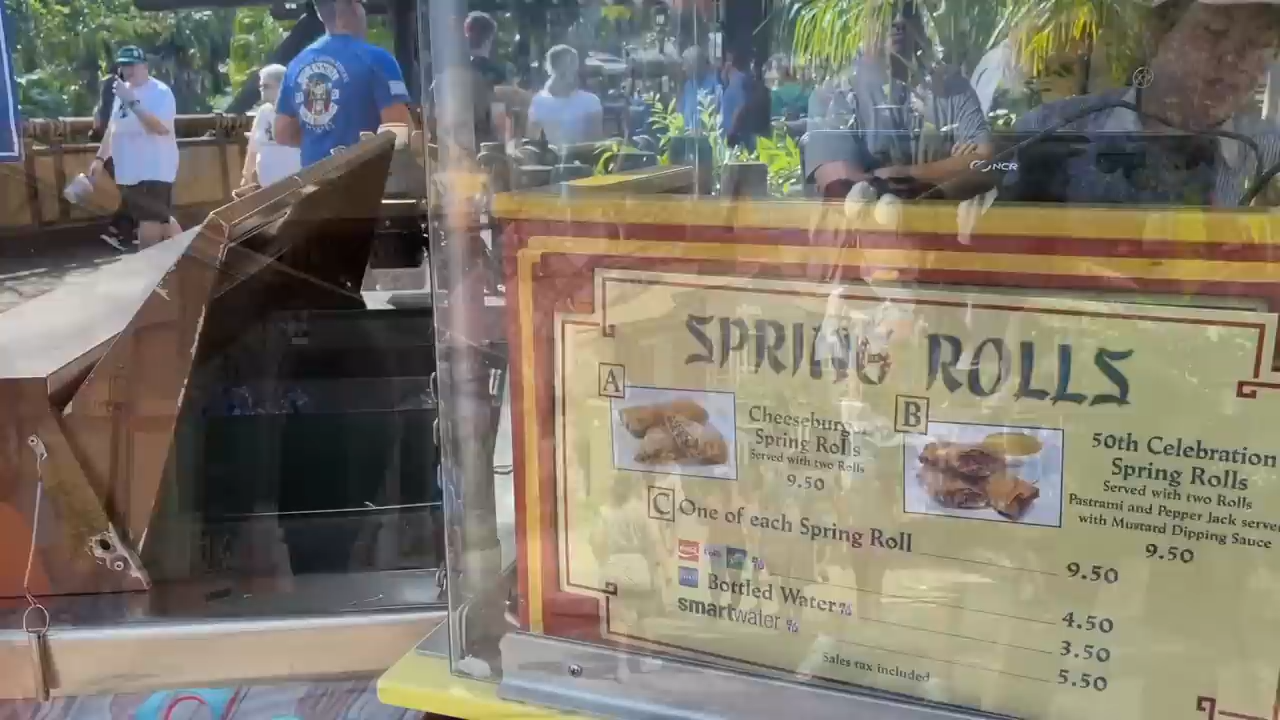 NCR
SPRING ROLLS
A
Cheeseburger
Spring Rolls
Served with two Rolls
9.50
B
50th Celebration
Spring Rolls
Served with two Rolls
Pastrami and Pepper Jack serve
with Mustard Dipping Sauce
9.50
C One of each Spring Roll 9.50
4.50
Bottled Water 3.50
smartwater 5.50
Sales tax included